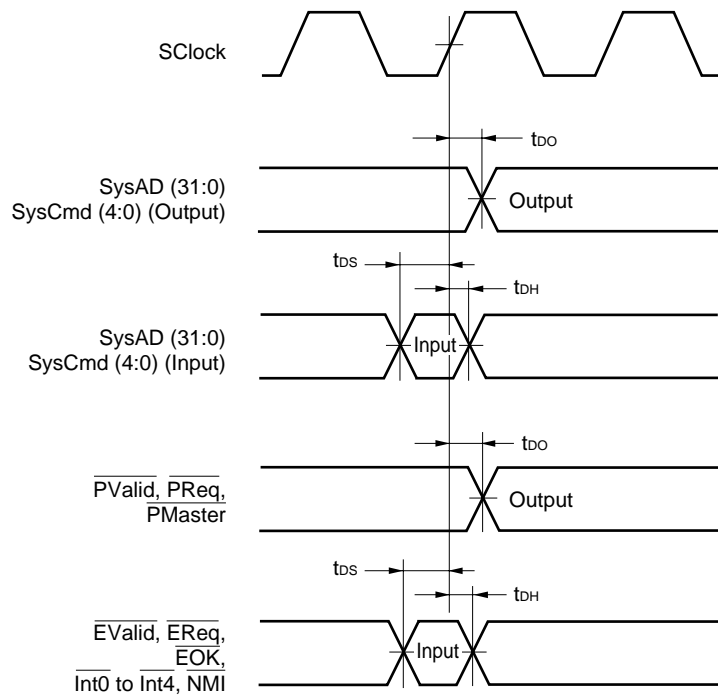 SClock
tDO
SysAD (31:0)
SysCmd (4:0) (Output)
Output
tDS
tDH
SysAD (31:0)
SysCmd (4:0) (Input)
Input
tDO
PValid, PReq,
PMaster
Output
tDS
tDH
EValid, EReq,
EOK,
Int0 to Int4, NMI
Input